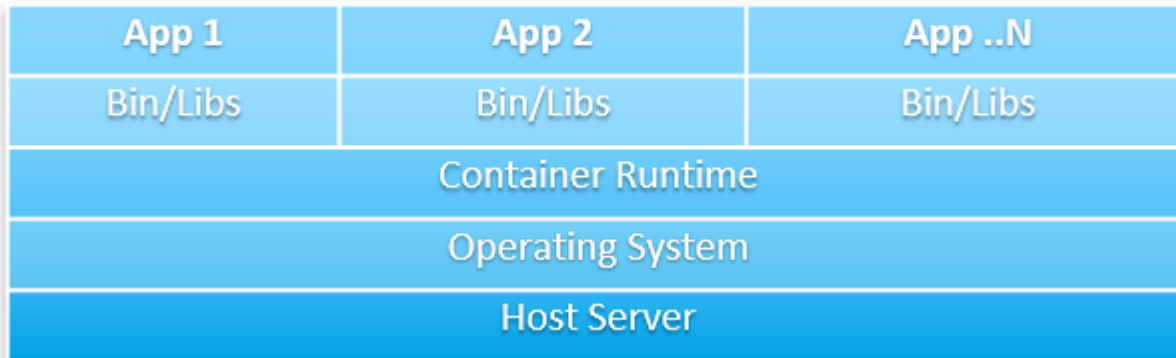 App 1 App 2 App ..N
Bin/Libs Bin/Libs Bin/Libs
Container Runtime
Operating System
Host Server